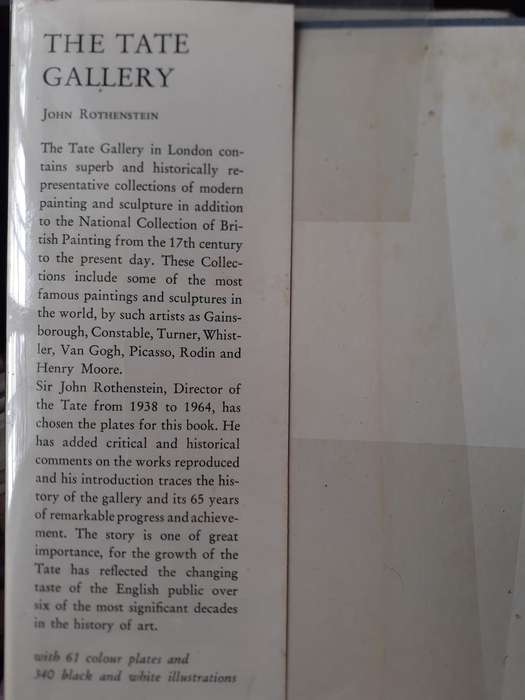 THE TATE
GALLERY
John Rothenstein
The Tate Gallery in London con-
tains superb and historically re-
presentative collections of modern
painting and sculpture in addition
to the National Collection of Bri-
tish Painting from the 17th century
to the present day. These Collec-
tions include some of the most
famous paintings and sculptures in
the world, by such artists as Gains-
borough, Constable, Turner, Whist-
ler, Van Gogh, Picasso, Rodin and
Henry Moore.
Sir John Rothenstein, Director of
the Tate from 1938 to 1964, has
chosen the plates for this book. He
has added critical and historical
comments on the works reproduced
and his introduction traces the his-
tory of the gallery and its 65 years
of remarkable progress and achieve-
ment. The story is one of great
importance, for the growth of the
Tate has reflected the changing
taste of the English public over
six of the most significant decades
in the history of art.
with 61 colour plates and
340 black and white illustrations